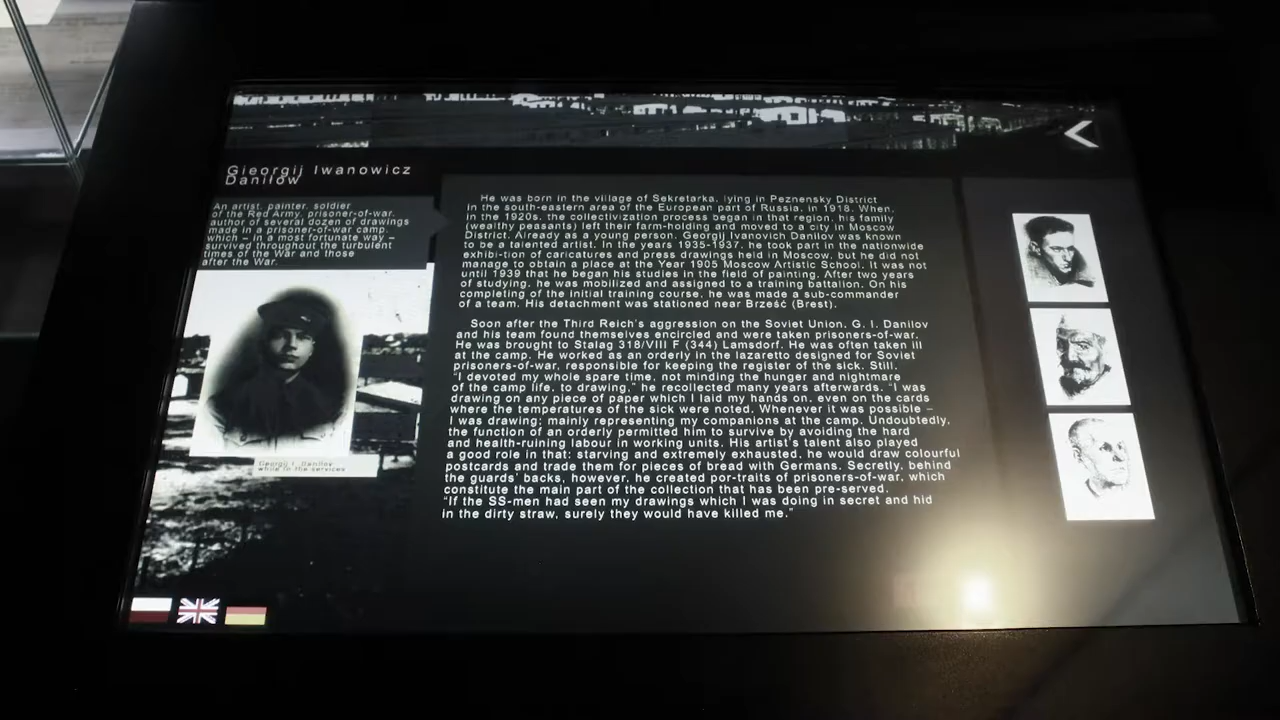 Gieorgij Iwanowicz
Daniłow
An artist, painter, soldier
of the Red Army, prisoner-of-war,
author of several dozen of drawings
made in a prisoner-of-war camp,
which – in a most fortunate way –
survived throughout the turbulent
times of the War and those
after the War.
Georgij I. Danilov
while in the services
He was born in the village of Sekretarka, lying in Peznensky District
in the south-eastern area of the European part of Russia, in 1918. When,
in the 1920s, the collectivization process began in that region, his family
(wealthy peasants) left their farm-holding and moved to a city in Moscow
District. Already as a young person, Georgij Ivanovich Danilov was known
to be a talented artist. In the years 1935-1937, he took part in the nationwide
exhibi-tion of caricatures and press drawings held in Moscow, but he did not
manage to obtain a place at the Year 1905 Moscow Artistic School. It was not
until 1939 that he began his studies in the field of painting. After two years
of studying, he was mobilized and assigned to a training battalion. On his
completing of the initial training course, he was made a sub-commander
of a team. His detachment was stationed near Brześć (Brest).
Soon after the Third Reich's aggression on the Soviet Union, G. I. Danilov
and his team found themselves encircled and were taken prisoners-of-war.
He was brought to Stalag 318/VIII F (344) Lamsdorf. He was often taken ill
at the camp. He worked as an orderly in the lazaretto designed for Soviet
prisoners-of-war, responsible for keeping the register of the sick. Still,
"I devoted my whole spare time, not minding the hunger and nightmare
of the camp life, to drawing," he recollected many years afterwards. "I was
drawing on any piece of paper which I laid my hands on, even on the cards
where the temperatures of the sick were noted. Whenever it was possible –
I was drawing; mainly representing my companions at the camp. Undoubtedly,
the function of an orderly permitted him to survive by avoiding the hard
and health-ruining labour in working units. His artist's talent also played
a good role in that: starving and extremely exhausted, he would draw colourful
postcards and trade them for pieces of bread with Germans. Secretly, behind
the guards' backs, however, he created por-traits of prisoners-of-war, which
constitute the main part of the collection that has been pre-served.
"If the SS-men had seen my drawings which I was doing in secret and hid
in the dirty straw, surely they would have killed me."